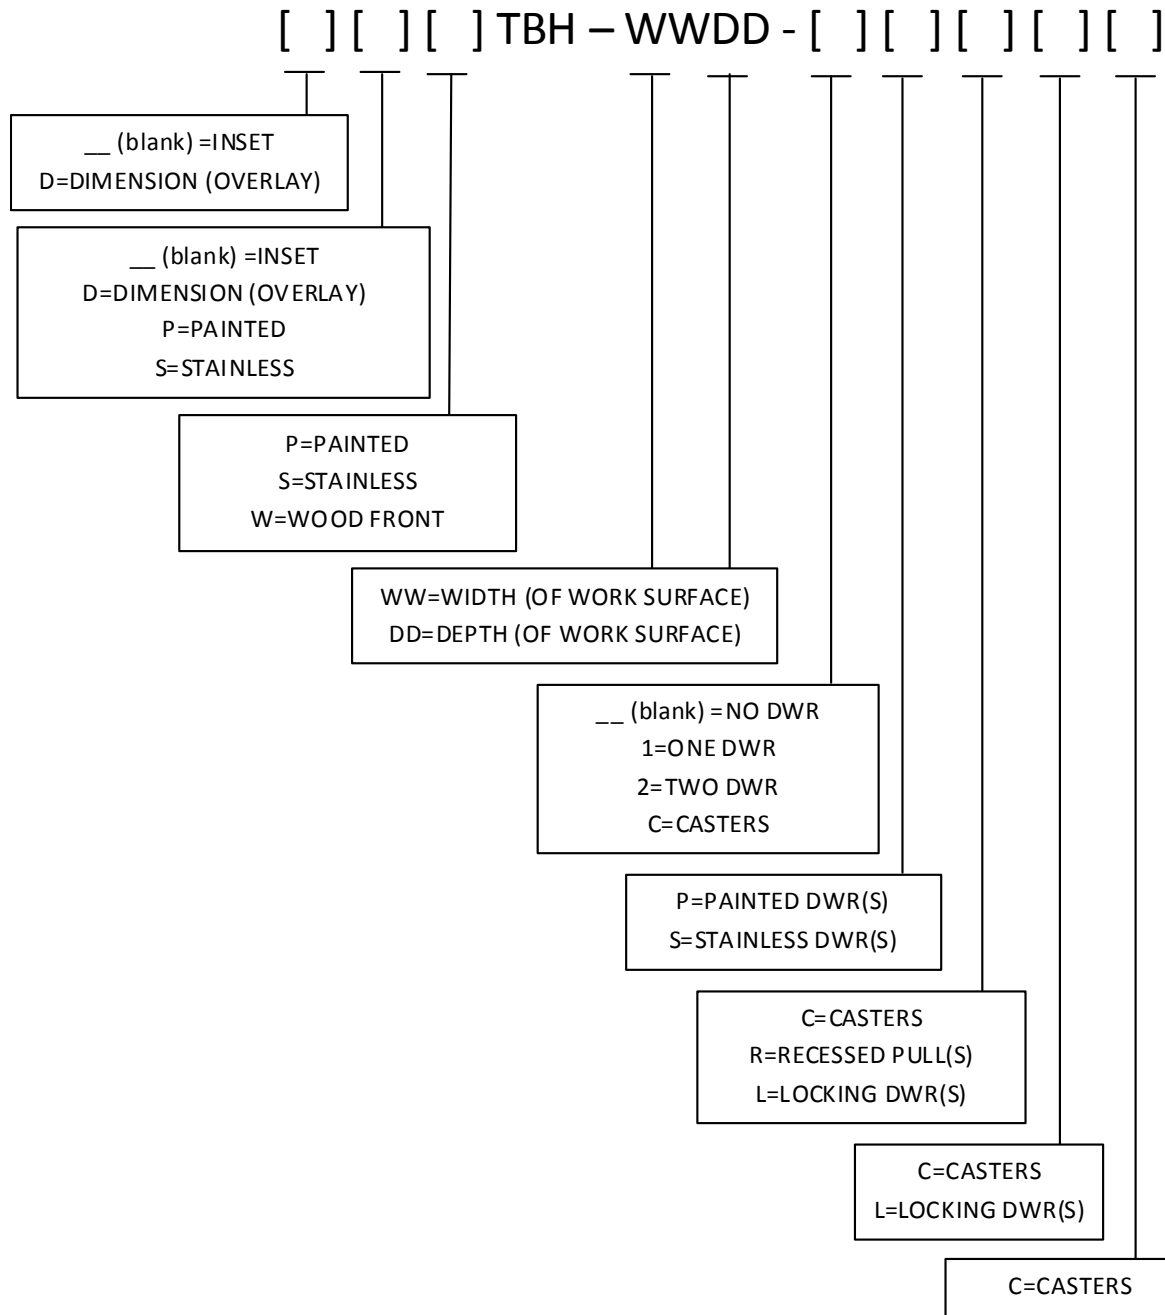 [ ] [ ] [ ] TBH – WWDD - [ ] [ ] [ ] [ ] [ ]
__ (blank) =INSET
D=DIMENSION (OVERLAY)
__ (blank) =INSET
D=DIMENSION (OVERLAY)
P=PAINTED
S=STAINLESS
P=PAINTED
S=STAINLESS
W=WOOD FRONT
WW=WIDTH (OF WORK SURFACE)
DD=DEPTH (OF WORK SURFACE)
__ (blank) =NO DWR
1=ONE DWR
2=TWO DWR
C=CASTERS
P=PAINTED DWR(S)
S=STAINLESS DWR(S)
C=CASTERS
R=RECESSED PULL(S)
L=LOCKING DWR(S)
C=CASTERS
L=LOCKING DWR(S)
C=CASTERS